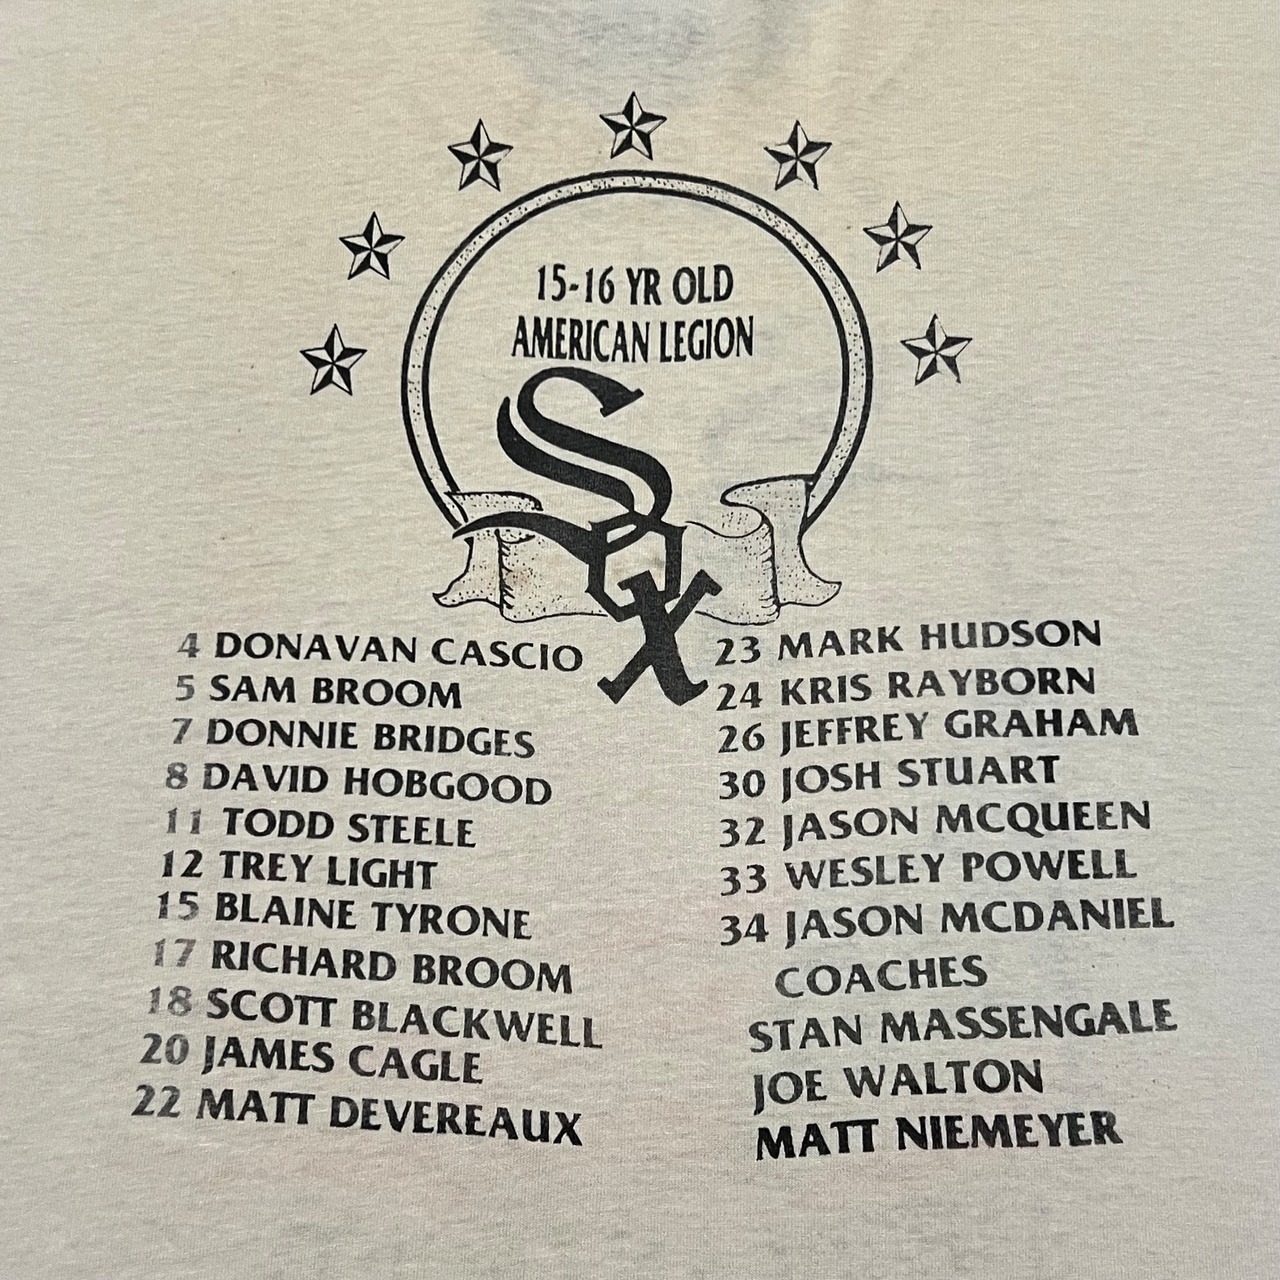 15-16 YR OLD
AMERICAN LEGION
SOX
4 DONAVAN CASCIO
5 SAM BROOM
7 DONNIE BRIDGES
8 DAVID HOBGOOD
11 TODD STEELE
12 TREY LIGHT
15 BLAINE TYRONE
17 RICHARD BROOM
18 SCOTT BLACKWELL
20 JAMES CAGLE
22 MATT DEVEREAUX
23 MARK HUDSON
24 KRIS RAYBORN
26 JEFFREY GRAHAM
30 JOSH STUART
32 JASON MCQUEEN
33 WESLEY POWELL
34 JASON MCDANIEL
COACHES
STAN MASSENGALE
JOE WALTON
MATT NIEMEYER